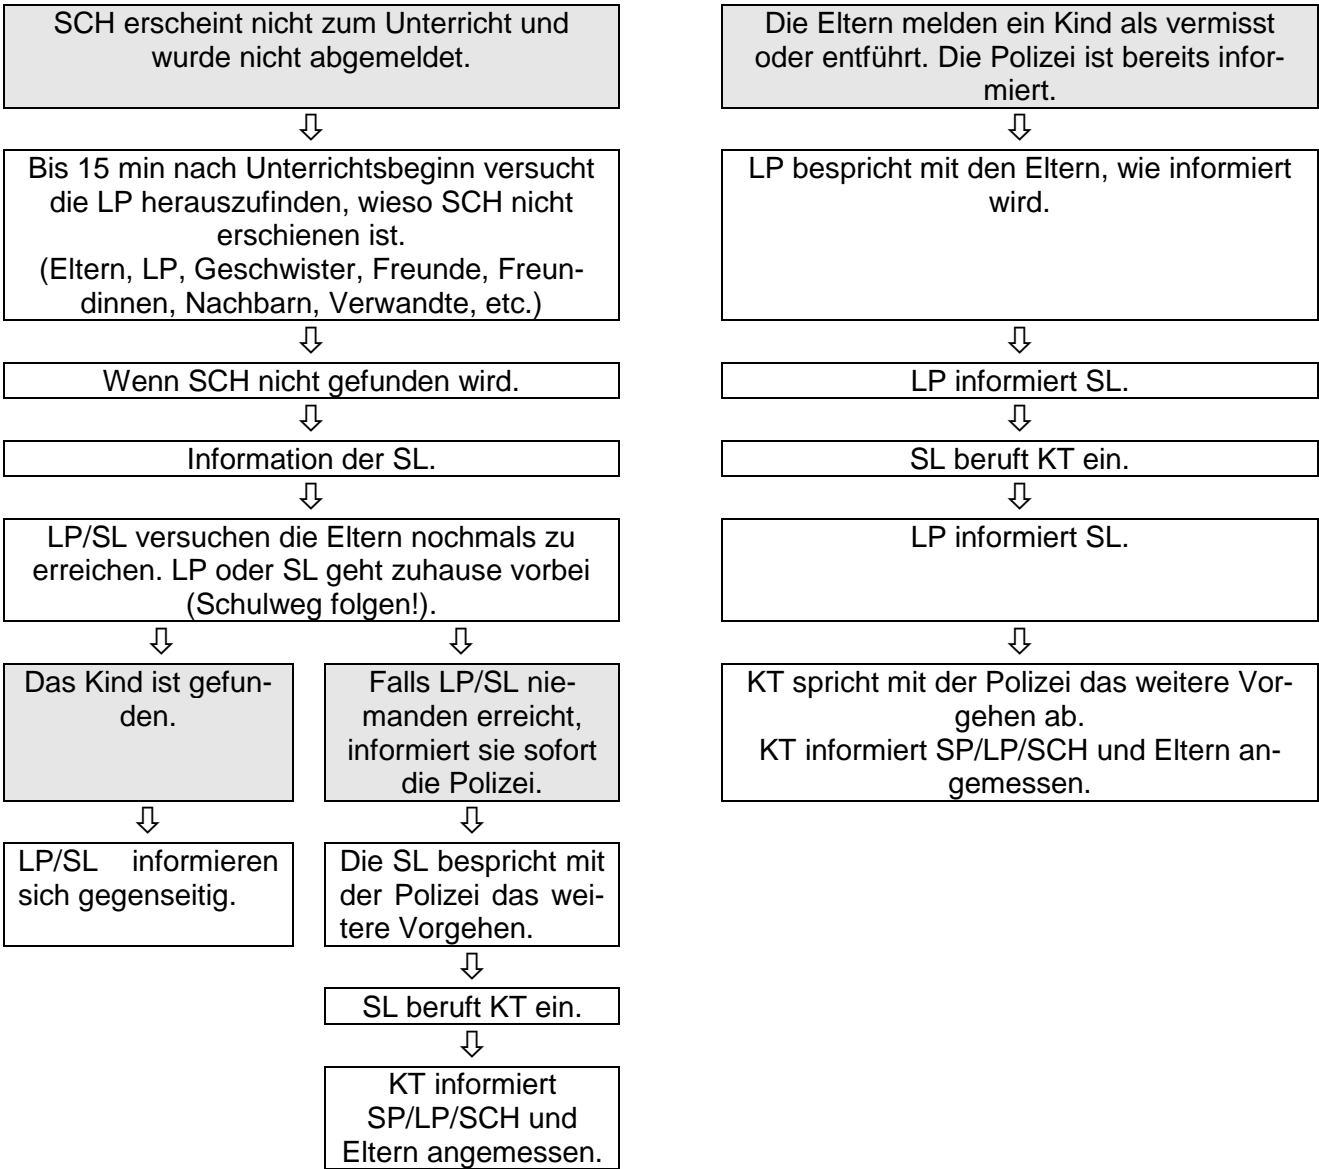 SCH erscheint nicht zum Unterricht und
wurde nicht abgemeldet.
⇩
Bis 15 min nach Unterrichtsbeginn versucht
die LP herauszufinden, wieso SCH nicht
erschienen ist.
(Eltern, LP, Geschwister, Freunde, Freun-
dinnen, Nachbarn, Verwandte, etc.)
⇩
Wenn SCH nicht gefunden wird.
⇩
Information der SL.
⇩
LP/SL versuchen die Eltern nochmals zu
erreichen. LP oder SL geht zuhause vorbei
(Schulweg folgen!).
⇩
Das Kind ist gefun-
den.
⇩
LP/SL informieren
sich gegenseitig.
⇩
Falls LP/SL nie-
manden erreicht,
informiert sie sofort
die Polizei.
⇩
Die SL bespricht mit
der Polizei das wei-
tere Vorgehen.
⇩
SL beruft KT ein.
⇩
KT informiert
SP/LP/SCH und
Eltern angemessen.
Die Eltern melden ein Kind als vermisst
oder entführt. Die Polizei ist bereits infor-
miert.
⇩
LP bespricht mit den Eltern, wie informiert
wird.
⇩
LP informiert SL.
⇩
SL beruft KT ein.
⇩
LP informiert SL.
⇩
KT spricht mit der Polizei das weitere Vor-
gehen ab.
KT informiert SP/LP/SCH und Eltern an-
gemessen.